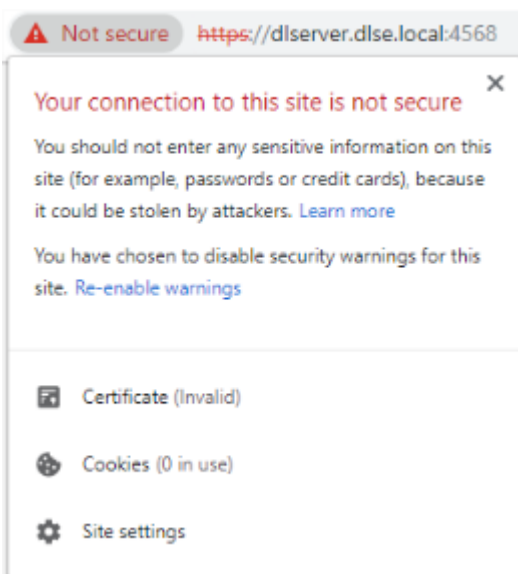 Not secure https://dlserver.dlse.local:4568
Your connection to this site is not secure
You should not enter any sensitive information on this
site (for example, passwords or credit cards), because
it could be stolen by attackers. Learn more
You have chosen to disable security warnings for this
site. Re-enable warnings
Certificate (Invalid)
Cookies (0 in use)
Site settings